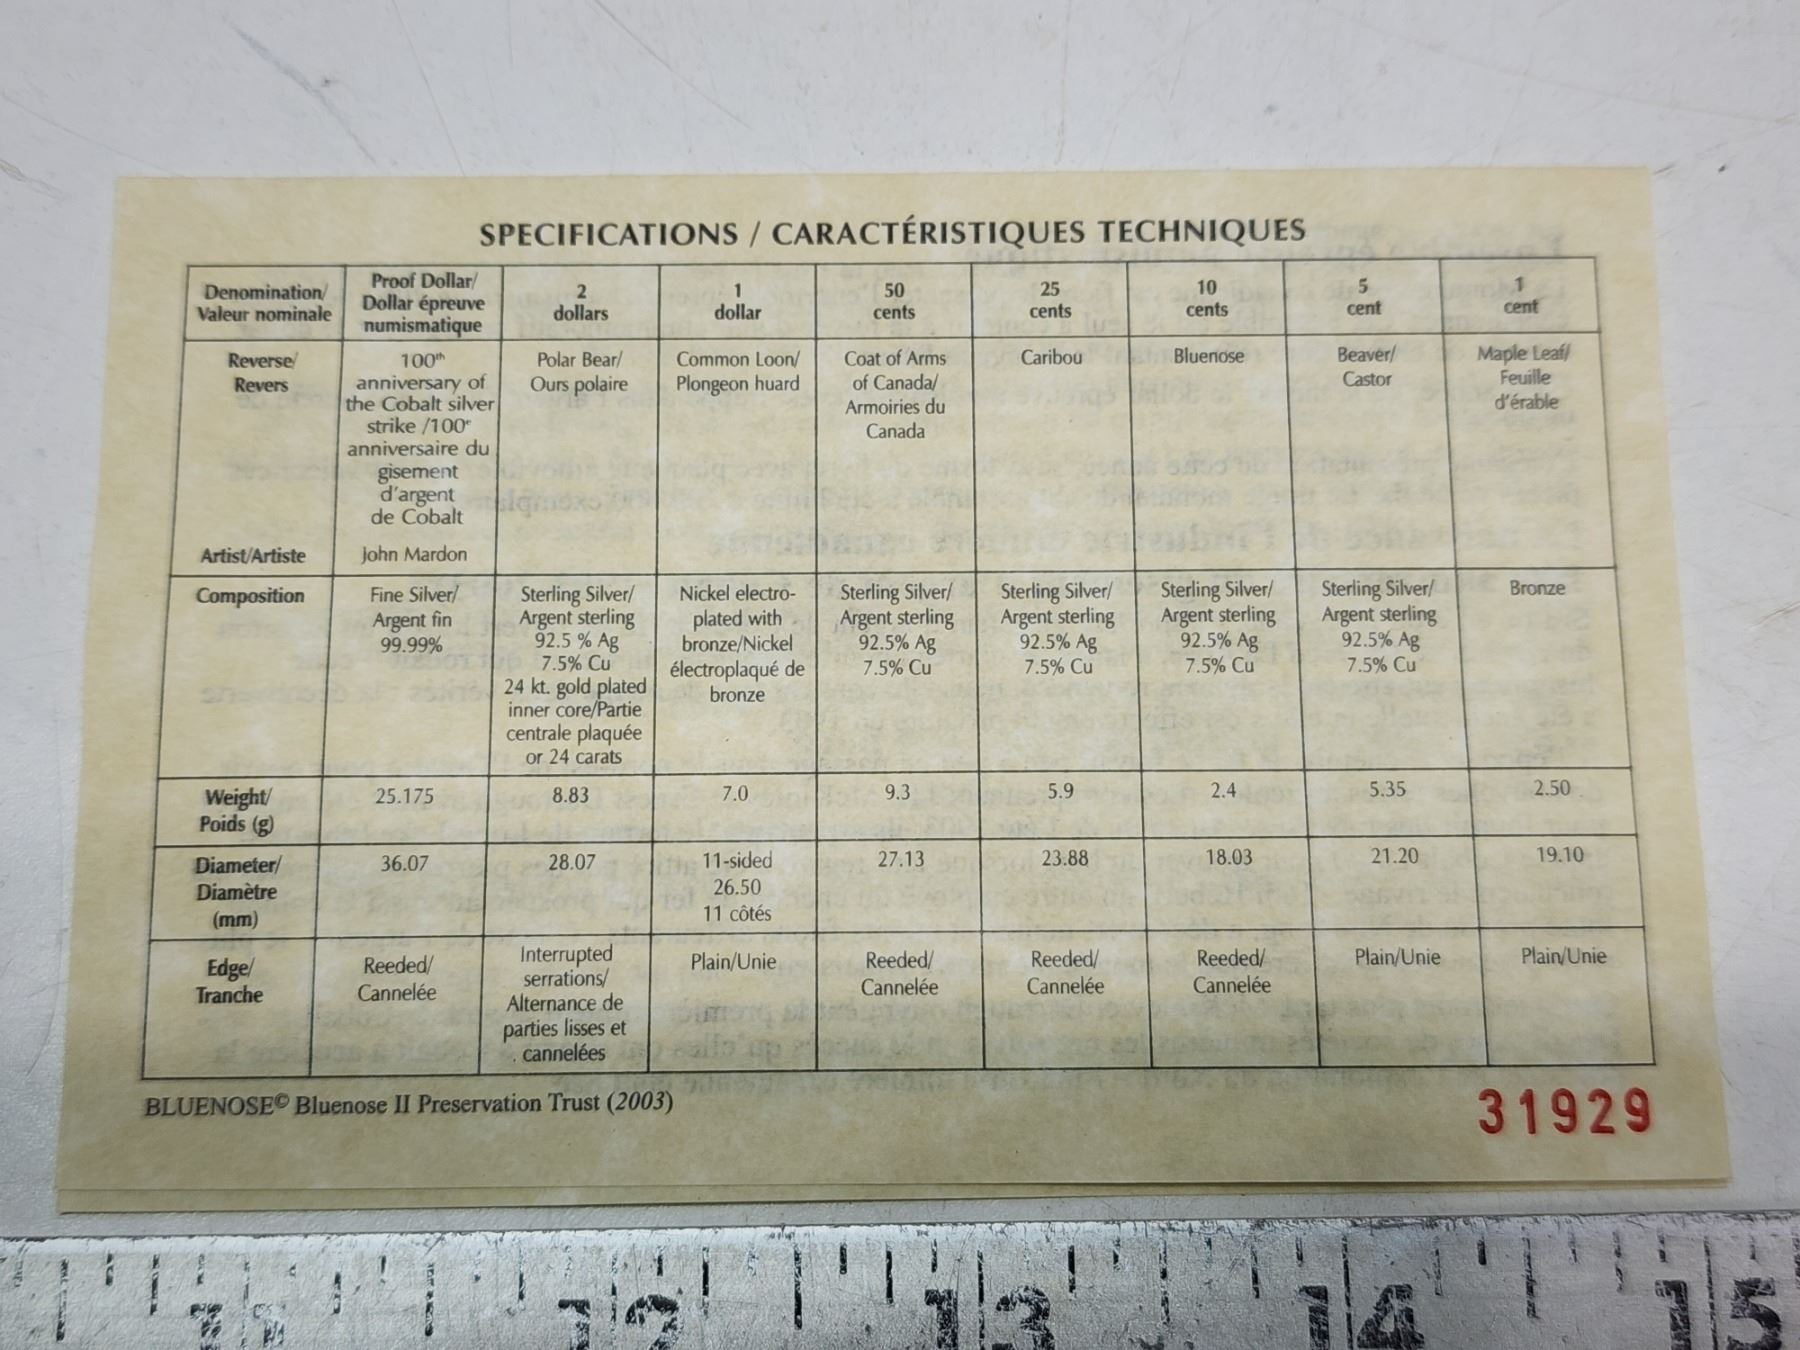 SPECIFICATIONS / CARACTÉRISTIQUES TECHNIQUES
Denomination/ Valeur nominale
Proof Dollar/ Dollar épreuve numismatique
2 dollars
1 dollar
50 cents
25 cents
10 cents
5 cent
1 cent
Reverse/ Revers
100th anniversary of the Cobalt silver strike /100e anniversaire du gisement d'argent de Cobalt
Polar Bear/ Ours polaire
Common Loon/ Plongeon huard
Coat of Arms of Canada/ Armoiries du Canada
Caribou
Bluenose
Beaver/ Castor
Maple Leaf/ Feuille d'érable
Artist/Artiste
John Mardon
Composition
Fine Silver/ Argent fin 99.99%
Sterling Silver/ Argent sterling 92.5 % Ag 7.5% Cu 24 kt. gold plated inner core/Partie centrale plaquée or 24 carats
Nickel electro- plated with bronze/Nickel électroplaqué de bronze
Sterling Silver/ Argent sterling 92.5% Ag 7.5% Cu
Sterling Silver/ Argent sterling 92.5% Ag 7.5% Cu
Sterling Silver/ Argent sterling 92.5% Ag 7.5% Cu
Sterling Silver/ Argent sterling 92.5% Ag 7.5% Cu
Bronze
Weight/ Poids (g)
25.175
8.83
7.0
9.3
5.9
2.4
5.35
2.50
Diameter/ Diamètre (mm)
36.07
28.07
11-sided 26.50 11 côtés
27.13
23.88
18.03
21.20
19.10
Edge/ Tranche
Reeded/ Cannelée
Interrupted serrations/ Alternance de parties lisses et cannelées
Plain/Unie
Reeded/ Cannelée
Reeded/ Cannelée
Reeded/ Cannelée
Plain/Unie
Plain/Unie
BLUENOSE© Bluenose II Preservation Trust (2003)
31929
11 12 13 14 15